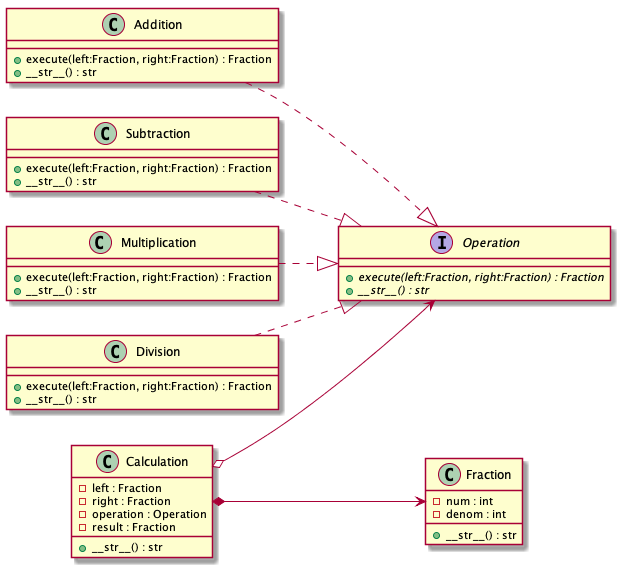 C Addition
execute(left:Fraction, right:Fraction) : Fraction
__str__() : str
C Subtraction
execute(left:Fraction, right:Fraction) : Fraction
__str__() : str
C Multiplication
execute(left:Fraction, right:Fraction) : Fraction
__str__() : str
I Operation
execute(left:Fraction, right:Fraction) : Fraction
__str__() : str
C Division
execute(left:Fraction, right:Fraction) : Fraction
__str__() : str
C Calculation
left : Fraction
right : Fraction
operation : Operation
result : Fraction
__str__() : str
C Fraction
num : int
denom : int
__str__() : str